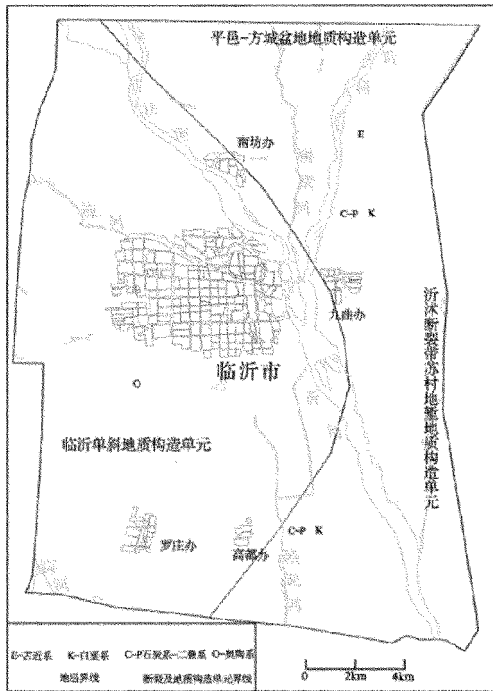 平邑-方城盆地地质构造单元
E
南坊办
C-P K
九曲办
沂沭断裂带苏村地堑地质构造单元
临沂市
O
临沂单斜地质构造单元
C-P K
罗庄办
高都办
E-古近系 K-白垩系 C-P石炭系-二叠系 O-奥陶系
地层界线 断裂及地质构造单元界线
0 2km 4km